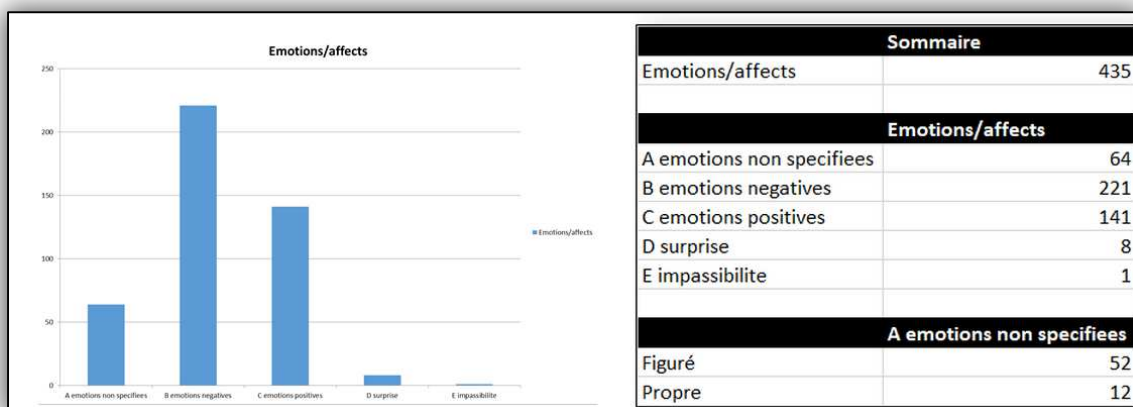 Emotions/affects
250
200
150
100
50
0
A emotions non specifiees B emotions negatives C emotions positives D surprise E impassibilite
Emotions/affects
Sommaire
Emotions/affects 435
Emotions/affects
A emotions non specifiees 64
B emotions negatives 221
C emotions positives 141
D surprise 8
E impassibilite 1
A emotions non specifiees
Figuré 52
Propre 12